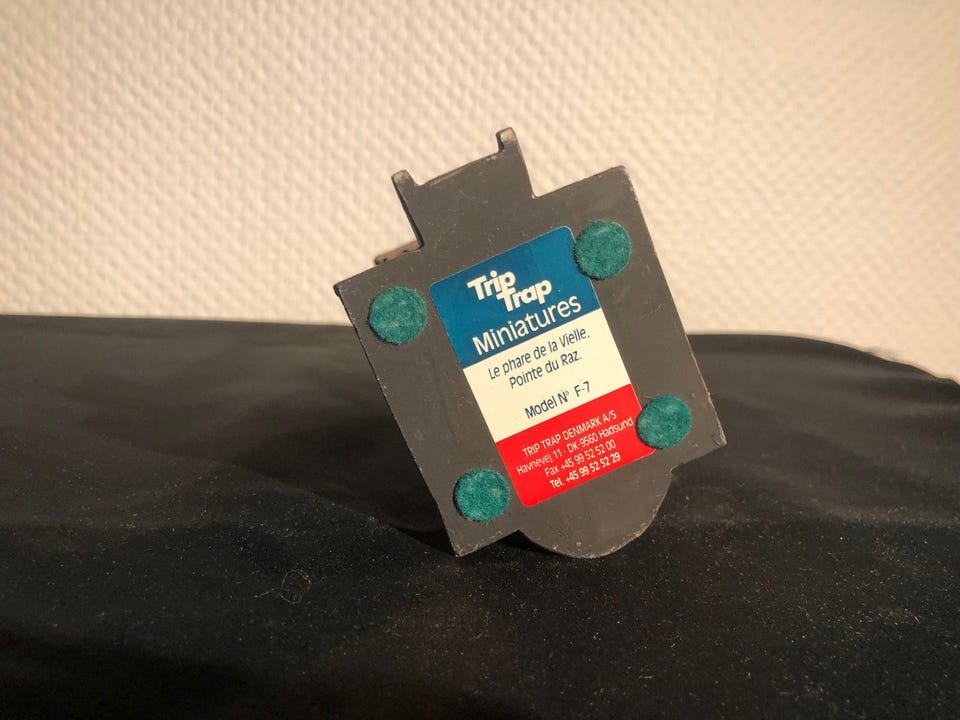 Trip
Trap
Miniatures
Le phare de la Vielle,
Pointe du Raz.
Model Nº F-7
TRIP TRAP DENMARK A/S
Havnevej 11 · DK-9560 Hadsund
Fax +45 99 52 52 00
Tel. +45 99 52 52 29